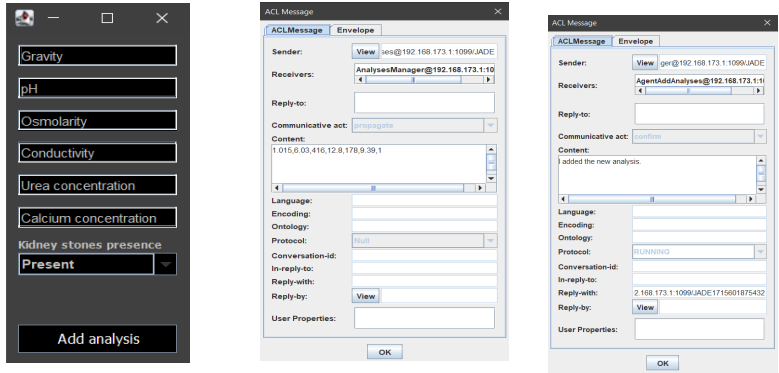 Gravity
pH
Osmolarity
Conductivity
Urea concentration
Calcium concentration
Kidney stones presence
Present
Add analysis
ACL Message
ACLMessage Envelope
Sender: View ses@192.168.173.1:1099/JADE
Receivers: AnalysesManager@192.168.173.1:10
Reply-to:
Communicative act: propagate
Content:
1.015,6.03,416,12.8,178,9.39,1
Language:
Encoding:
Ontology:
Protocol: Null
Conversation-id:
In-reply-to:
Reply-with:
Reply-by: View
User Properties:
OK
ACL Message
ACLMessage Envelope
Sender: View ger@192.168.173.1:1099/JADE
Receivers: AgentAddAnalyses@192.168.173.1:1
Reply-to:
Communicative act: confirm
Content:
I added the new analysis.
Language:
Encoding:
Ontology:
Protocol: RUNNING
Conversation-id:
In-reply-to:
Reply-with: 2.168.173.1:1099/JADE1715601875432
Reply-by: View
User Properties:
OK